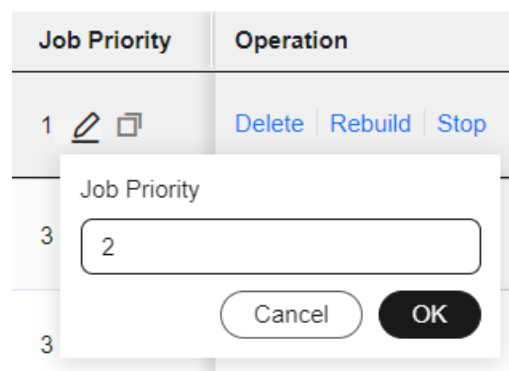 Job Priority Operation
1 Delete Rebuild Stop
Job Priority
3
2
Cancel OK
3